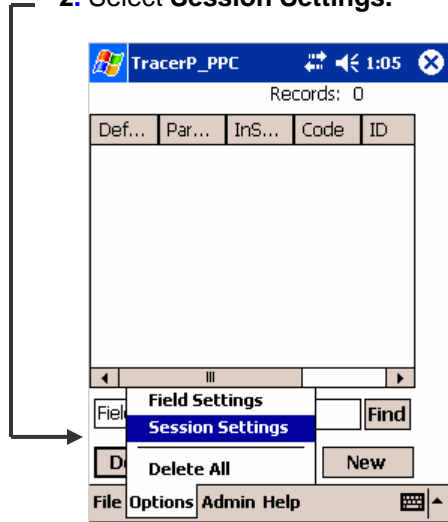 2. Select Session Settings.
TracerP_PPC 1:05
Records: 0
Def... Par... InS... Code ID
Field Settings
Session Settings
Find
Delete All
New
File Options Admin Help